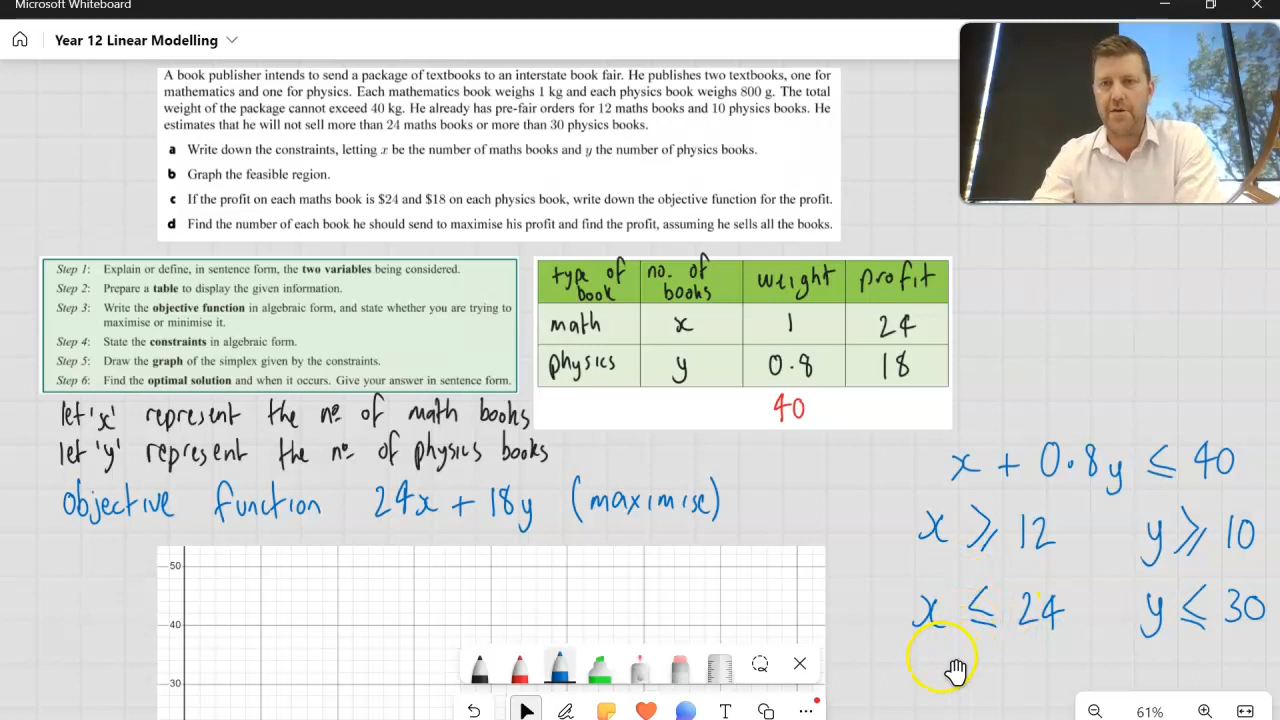 Microsoft Whiteboard
Year 12 Linear Modelling
A book publisher intends to send a package of textbooks to an interstate book fair. He publishes two textbooks, one for
mathematics and one for physics. Each mathematics book weighs 1 kg and each physics book weighs 800 g. The total
weight of the package cannot exceed 40 kg. He already has pre-fair orders for 12 maths books and 10 physics books. He
estimates that he will not sell more than 24 maths books or more than 30 physics books.
a Write down the constraints, letting x be the number of maths books and y the number of physics books.
b Graph the feasible region.
c If the profit on each maths book is $24 and $18 on each physics book, write down the objective function for the profit.
d Find the number of each book he should send to maximise his profit and find the profit, assuming he sells all the books.
Step 1: Explain or define, in sentence form, the two variables being considered.
Step 2: Prepare a table to display the given information.
Step 3: Write the objective function in algebraic form, and state whether you are trying to
maximise or minimise it.
Step 4: State the constraints in algebraic form.
Step 5: Draw the graph of the simplex given by the constraints.
Step 6: Find the optimal solution and when it occurs. Give your answer in sentence form.
type of book no. of books weight profit
math x 1 24
physics y 0.8 18
40
let 'x' represent the no of math books
let 'y' represent the no of physics books
Objective function 24x + 18y (maximise)
x + 0.8y ≤ 40
x ≥ 12 y ≥ 10
x ≤ 24 y ≤ 30
50
40
30
T
61%